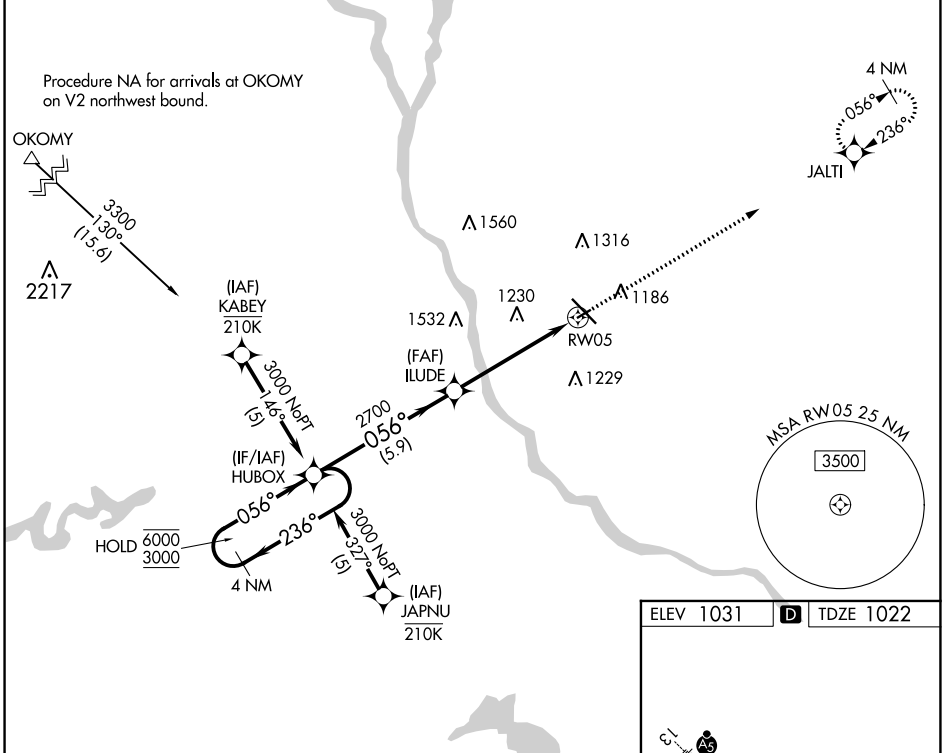 Procedure NA for arrivals at OKOMY
on V2 northwest bound.
OKOMY
3300
130°
(15.6)
2217
4 NM
056°
236°
JALTI
1560
1316
1230
1186
1532
RW05
1229
(IAF)
KABEY
210K
3000 NoPT
146°
(5)
(FAF)
ILUDE
2700
056°
(5.9)
(IF/IAF)
HUBOX
056°
236°
HOLD
6000
3000
4 NM
3000 NoPT
327°
(5)
(IAF)
JAPNU
210K
MSA RW05 25 NM
3500
ELEV 1031
D
TDZE 1022
13
A5